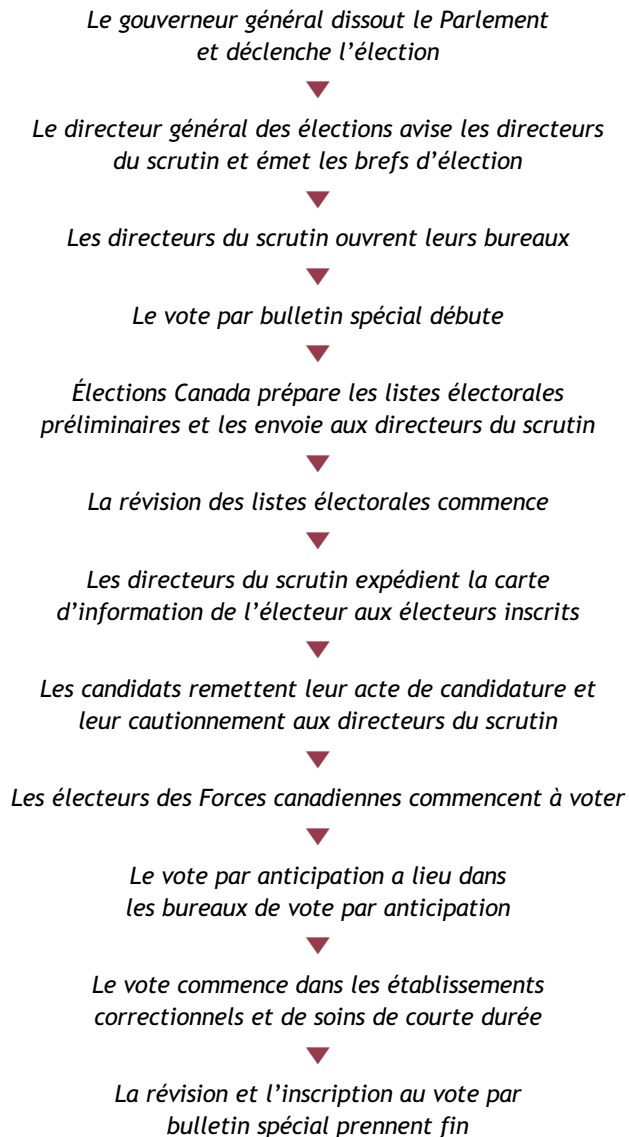 Le gouverneur général dissout le Parlement
et déclenche l’élection
Le directeur général des élections avise les directeurs
du scrutin et émet les brefs d’élection
Les directeurs du scrutin ouvrent leurs bureaux
Le vote par bulletin spécial débute
Élections Canada prépare les listes électorales
préliminaires et les envoie aux directeurs du scrutin
La révision des listes électorales commence
Les directeurs du scrutin expédient la carte
d’information de l’électeur aux électeurs inscrits
Les candidats remettent leur acte de candidature et
leur cautionnement aux directeurs du scrutin
Les électeurs des Forces canadiennes commencent à voter
Le vote par anticipation a lieu dans
les bureaux de vote par anticipation
Le vote commence dans les établissements
correctionnels et de soins de courte durée
La révision et l’inscription au vote par
bulletin spécial prennent fin